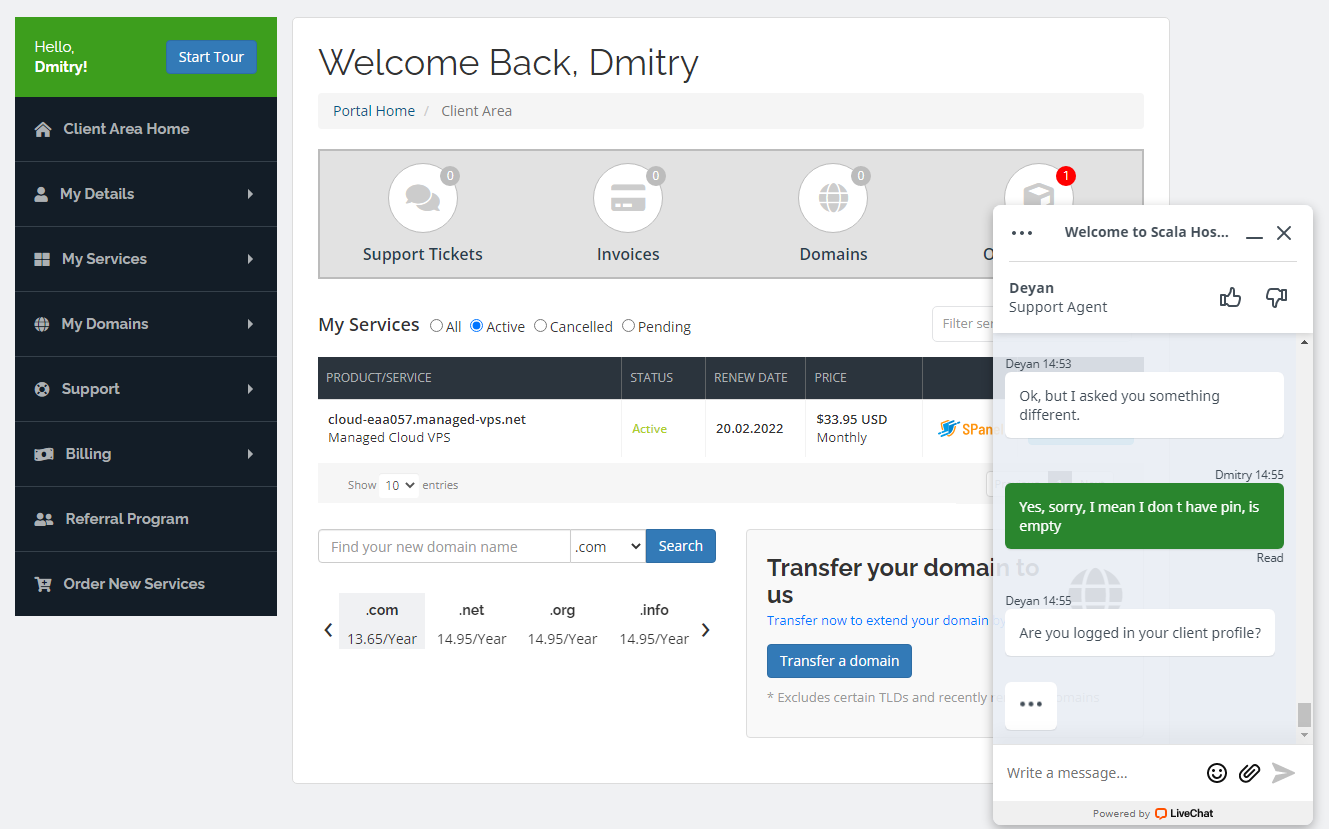 Hello,
Dmitry!
Start Tour
Client Area Home
My Details
My Services
My Domains
Support
Billing
Referral Program
Order New Services
Welcome Back, Dmitry
Portal Home / Client Area
0
Support Tickets
0
Invoices
0
Domains
1
O
My Services All Active Cancelled Pending
Filter ser
PRODUCT/SERVICE STATUS RENEW DATE PRICE
cloud-eaa057.managed-vps.net
Managed Cloud VPS
Active
20.02.2022
$33.95 USD
Monthly
SPane
Show 10 entries
Find your new domain name .com Search
.com
13.65/Year
.net
14.95/Year
.org
14.95/Year
.info
14.95/Year
Transfer your domain to
us
Transfer now to extend your domain by
Transfer a domain
* Excludes certain TLDs and recently domains
Welcome to Scala Hos...
Deyan
Support Agent
Deyan 14:53
Ok, but I asked you something
different.
Dmitry 14:55
Yes, sorry, I mean I don t have pin, is
empty
Read
Deyan 14:55
Are you logged in your client profile?
Write a message...
Powered by LiveChat